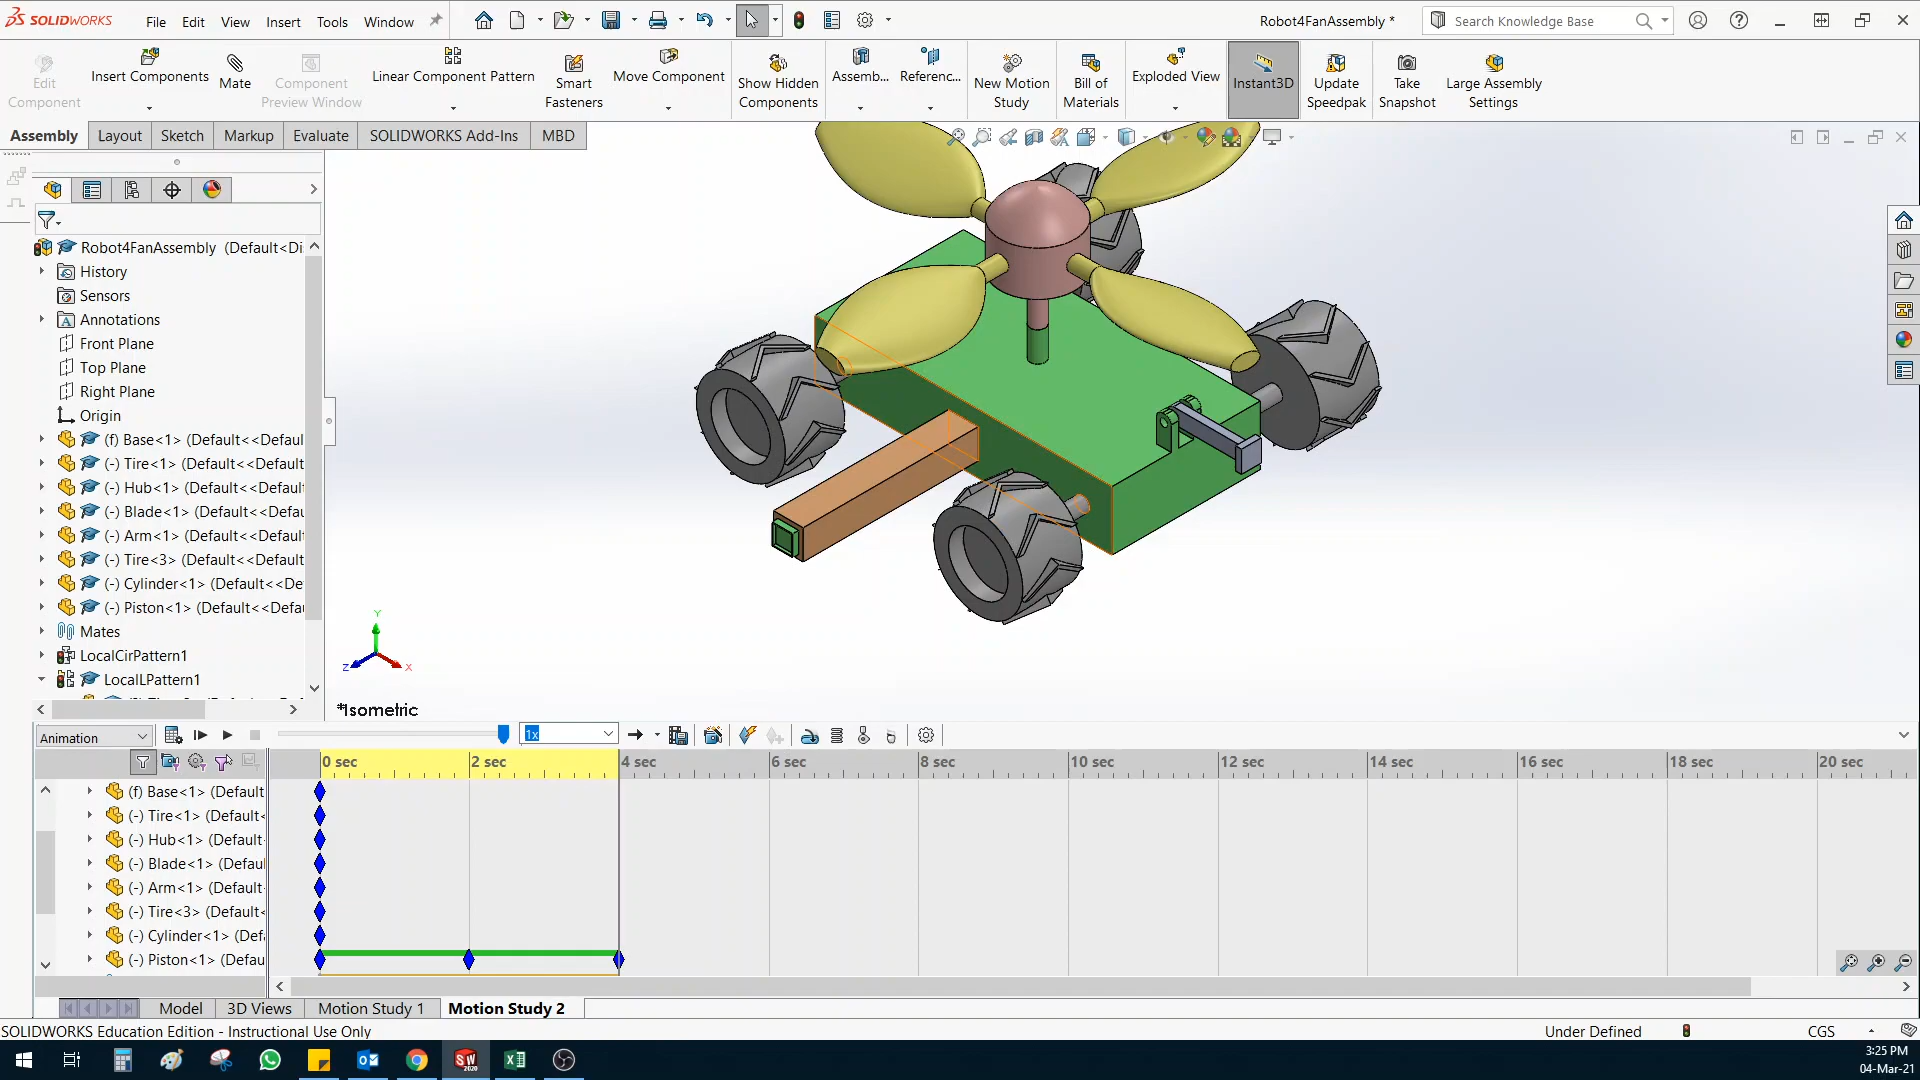 SOLIDWORKS File Edit View Insert Tools Window Robot4FanAssembly * Search Knowledge Base
Edit Component
Insert Components
Mate
Component Preview Window
Linear Component Pattern
Smart Fasteners
Move Component
Show Hidden Components
Assemb...
Referenc...
New Motion Study
Bill of Materials
Exploded View
Instant3D
Update Speedpak
Take Snapshot
Large Assembly Settings
Assembly Layout Sketch Markup Evaluate SOLIDWORKS Add-Ins MBD
Robot4FanAssembly (Default<Di
History
Sensors
Annotations
Front Plane
Top Plane
Right Plane
Origin
(f) Base<1> (Default<<Defaul
(-) Tire<1> (Default<<Default
(-) Hub<1> (Default<<Default
(-) Blade<1> (Default<<Defau
(-) Arm<1> (Default<<Default
(-) Tire<3> (Default<<Default
(-) Cylinder<1> (Default<<De
(-) Piston<1> (Default<<Defau
Mates
LocalCirPattern1
LocalLPattern1
Y
Z X
*Isometric
Animation 1x
0 sec 2 sec 4 sec 6 sec 8 sec 10 sec 12 sec 14 sec 16 sec 18 sec 20 sec
(f) Base<1> (Default
(-) Tire<1> (Default<
(-) Hub<1> (Default
(-) Blade<1> (Defaul
(-) Arm<1> (Default
(-) Tire<3> (Default<
(-) Cylinder<1> (Def
(-) Piston<1> (Defau
Model 3D Views Motion Study 1 Motion Study 2
SOLIDWORKS Education Edition - Instructional Use Only Under Defined CGS
SW 2020
3:25 PM
04-Mar-21